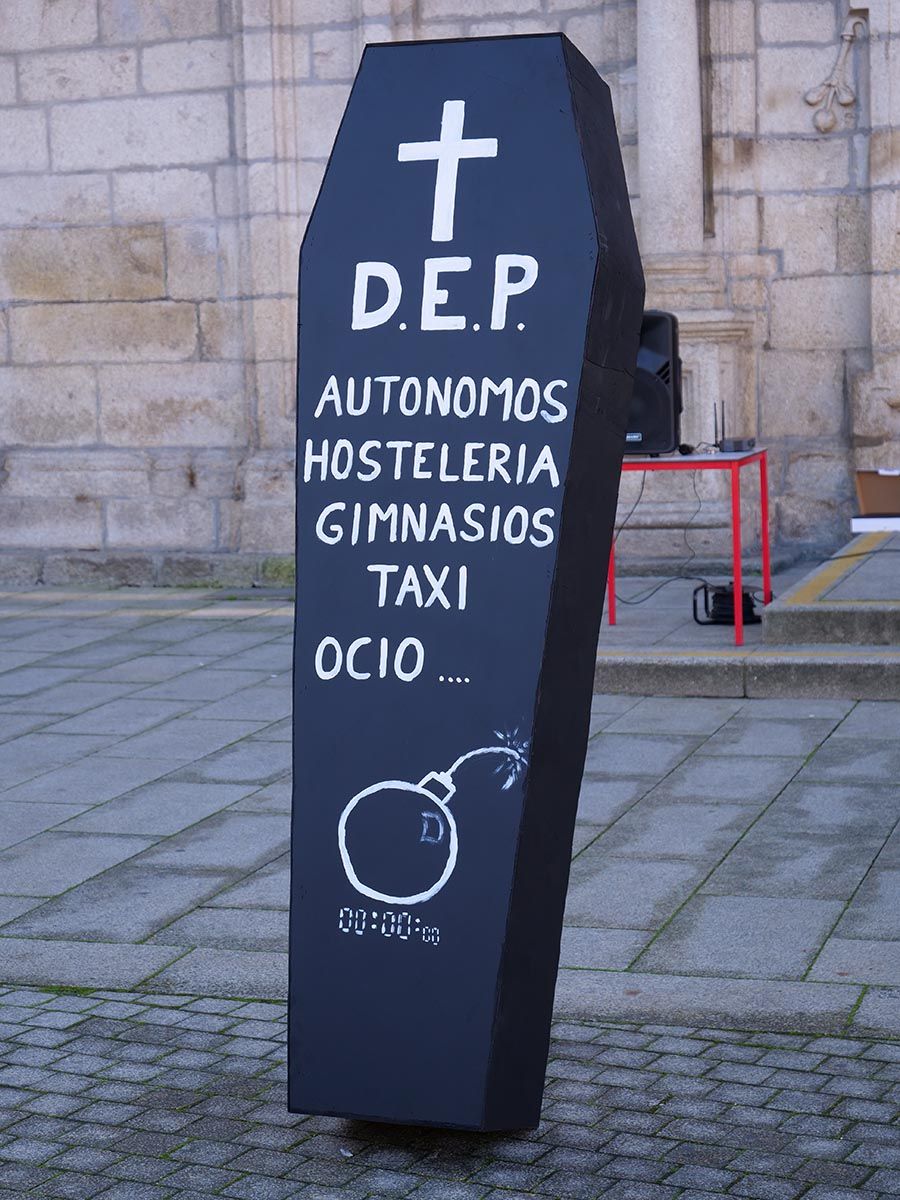 D.E.P.
AUTONOMOS
HOSTELERIA
GIMNASIOS
TAXI
OCIO ....
D
00:00:00